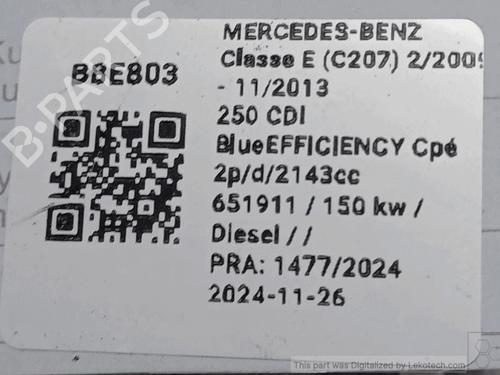 BBE803
MERCEDES-BENZ
Classe E (C207) 2/2009
- 11/2013
250 CDI
BlueEFFICIENCY Cpé
2p/d/2143cc
651911 / 150 kw /
Diesel / /
PRA: 1477/2024
2024-11-26
B-PARTS
This part was Digitalized by Lekotech.com